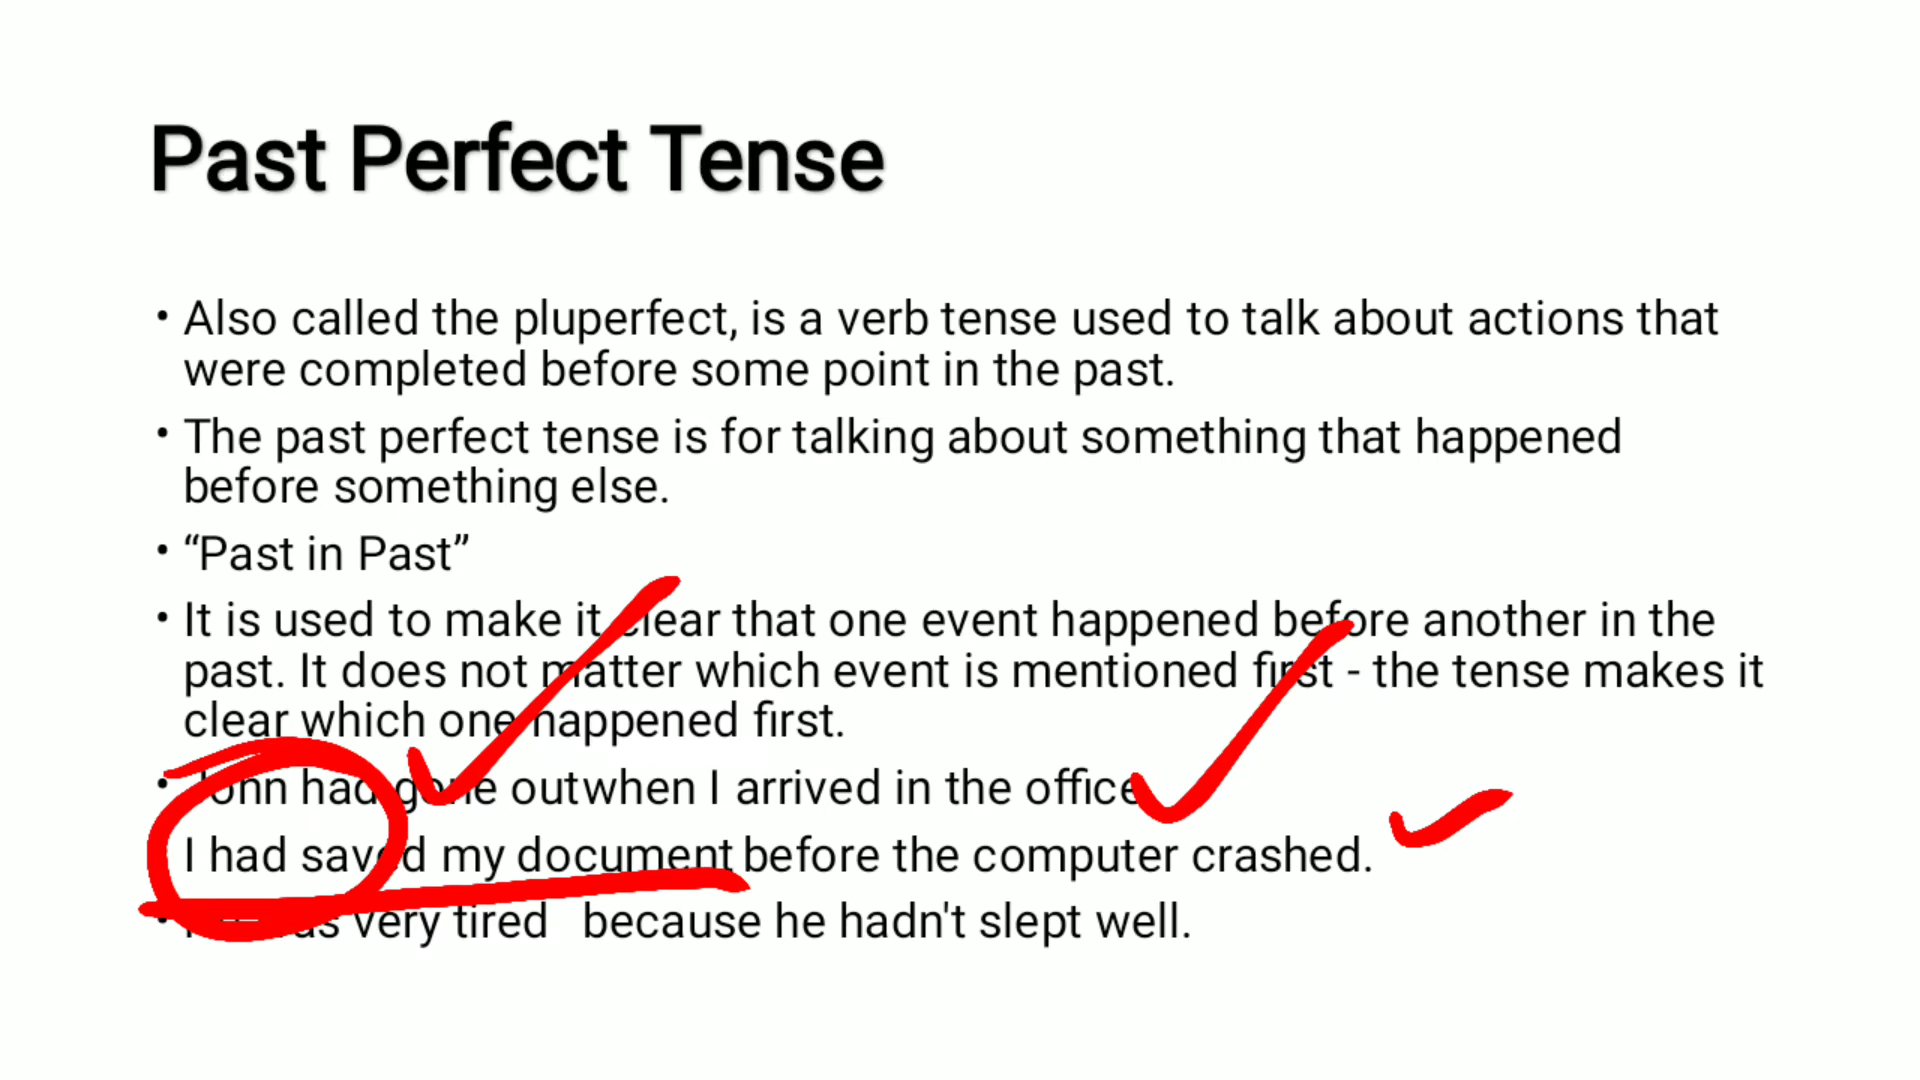 Past Perfect Tense
• Also called the pluperfect, is a verb tense used to talk about actions that
were completed before some point in the past.
• The past perfect tense is for talking about something that happened
before something else.
• “Past in Past”
• It is used to make it clear that one event happened before another in the
past. It does not matter which event is mentioned first - the tense makes it
clear which one happened first.
• John had gone outwhen I arrived in the office
I had saved my document before the computer crashed.
• very tired because he hadn't slept well.